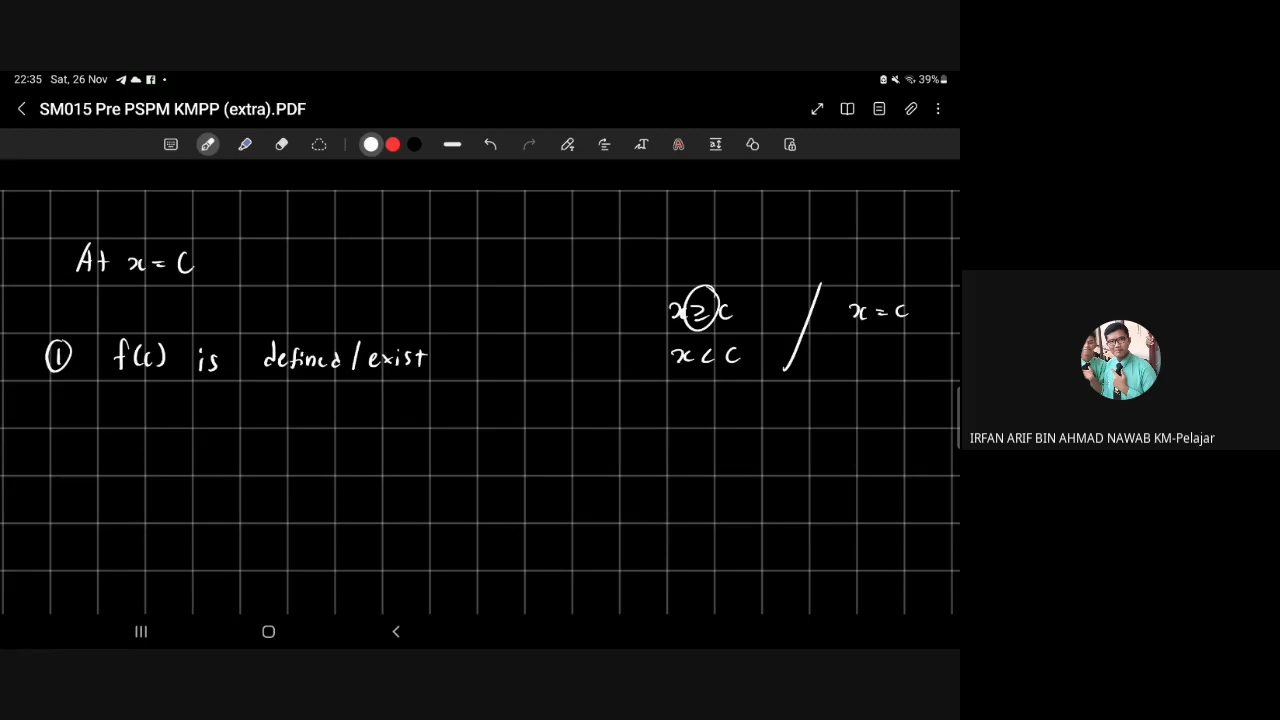 22:35 Sat, 26 Nov
39%
SM015 Pre PSPM KMPP (extra).PDF
At x = C
x ≥ c
x < c
x = c
① f(c) is defined / exist
IRFAN ARIF BIN AHMAD NAWAB KM-Pelajar